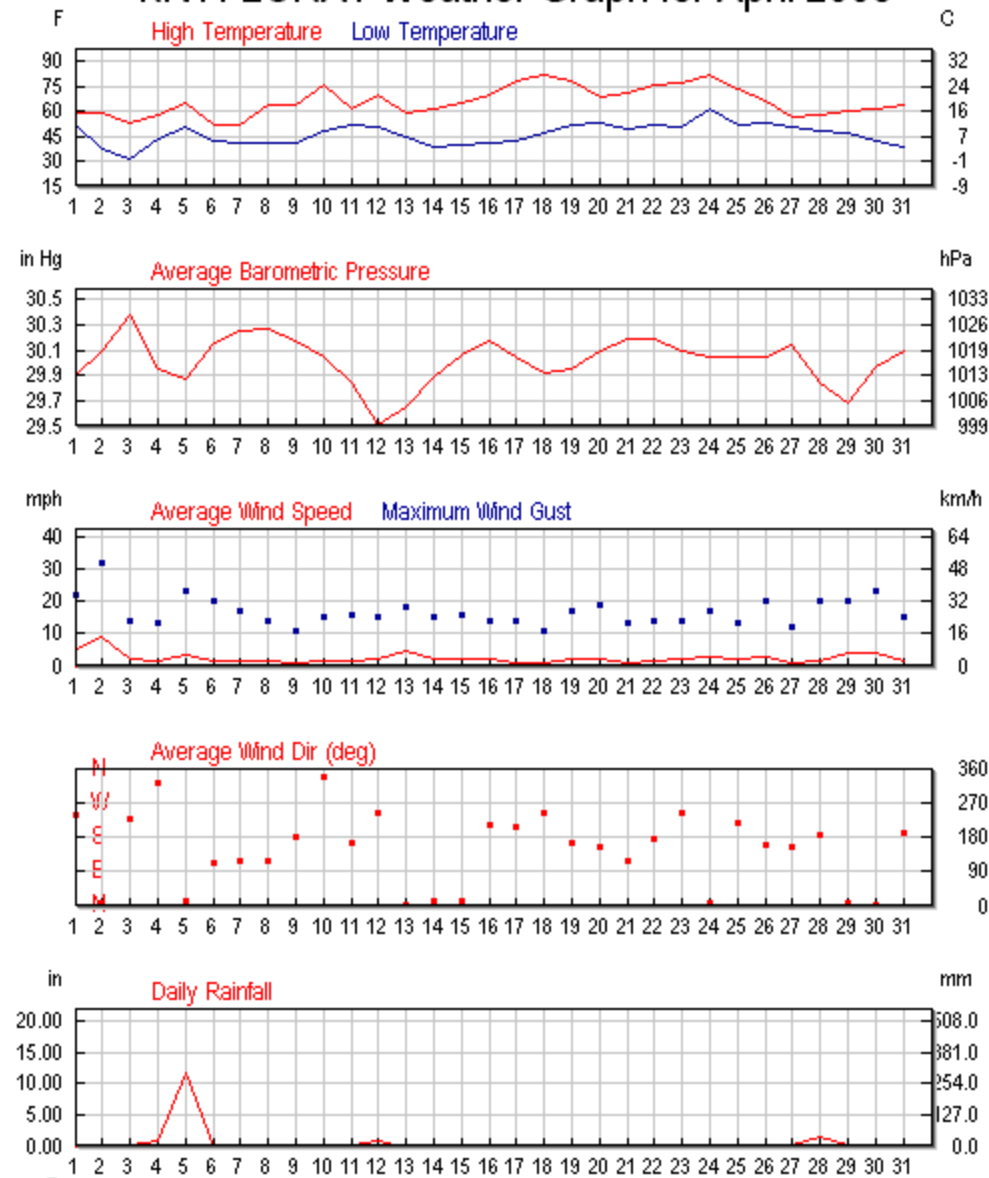 Weather Graph for April
F High Temperature Low Temperature C
90 32
75 24
60 16
45 7
30 -1
15 -9
1 2 3 4 5 6 7 8 9 10 11 12 13 14 15 16 17 18 19 20 21 22 23 24 25 26 27 28 29 30 31
in Hg Average Barometric Pressure hPa
30.5 1033
30.3 1026
30.1 1019
29.9 1013
29.7 1006
29.5 999
1 2 3 4 5 6 7 8 9 10 11 12 13 14 15 16 17 18 19 20 21 22 23 24 25 26 27 28 29 30 31
mph Average Wind Speed Maximum Wind Gust km/h
40 64
30 48
20 32
10 16
0 0
1 2 3 4 5 6 7 8 9 10 11 12 13 14 15 16 17 18 19 20 21 22 23 24 25 26 27 28 29 30 31
Average Wind Dir (deg)
N 360
W 270
S 180
E 90
N 0
1 2 3 4 5 6 7 8 9 10 11 12 13 14 15 16 17 18 19 20 21 22 23 24 25 26 27 28 29 30 31
in Daily Rainfall mm
20.00 508.0
15.00 381.0
10.00 254.0
5.00 127.0
0.00 0.0
1 2 3 4 5 6 7 8 9 10 11 12 13 14 15 16 17 18 19 20 21 22 23 24 25 26 27 28 29 30 31